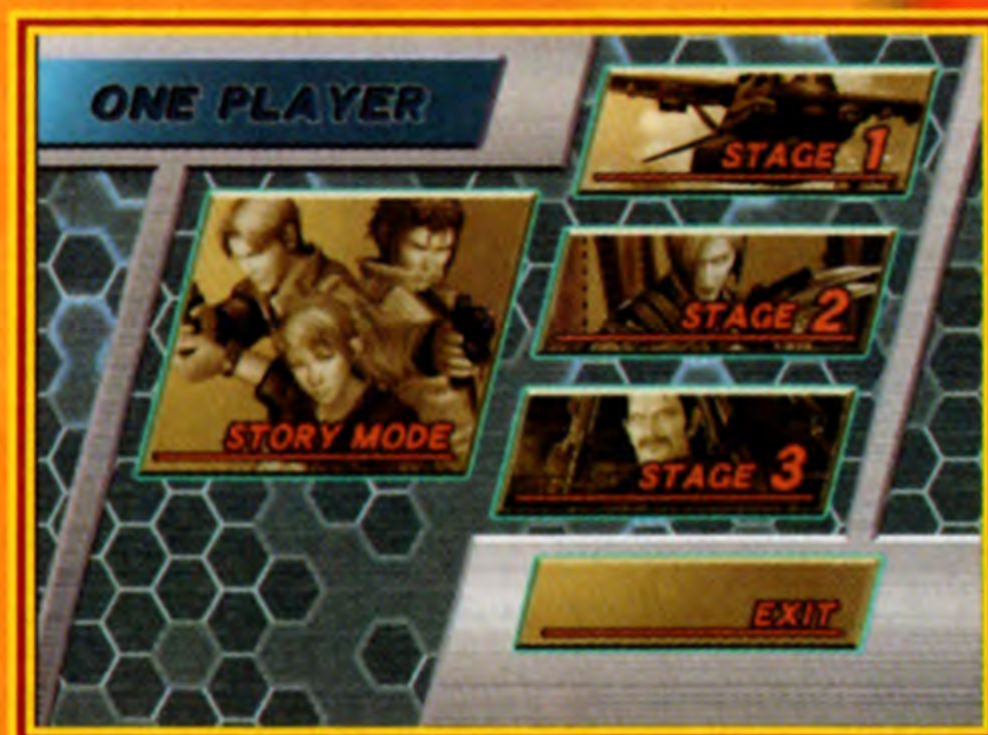 ONE PLAYER
STORY MODE
STAGE 1
STAGE 2
STAGE 3
EXIT